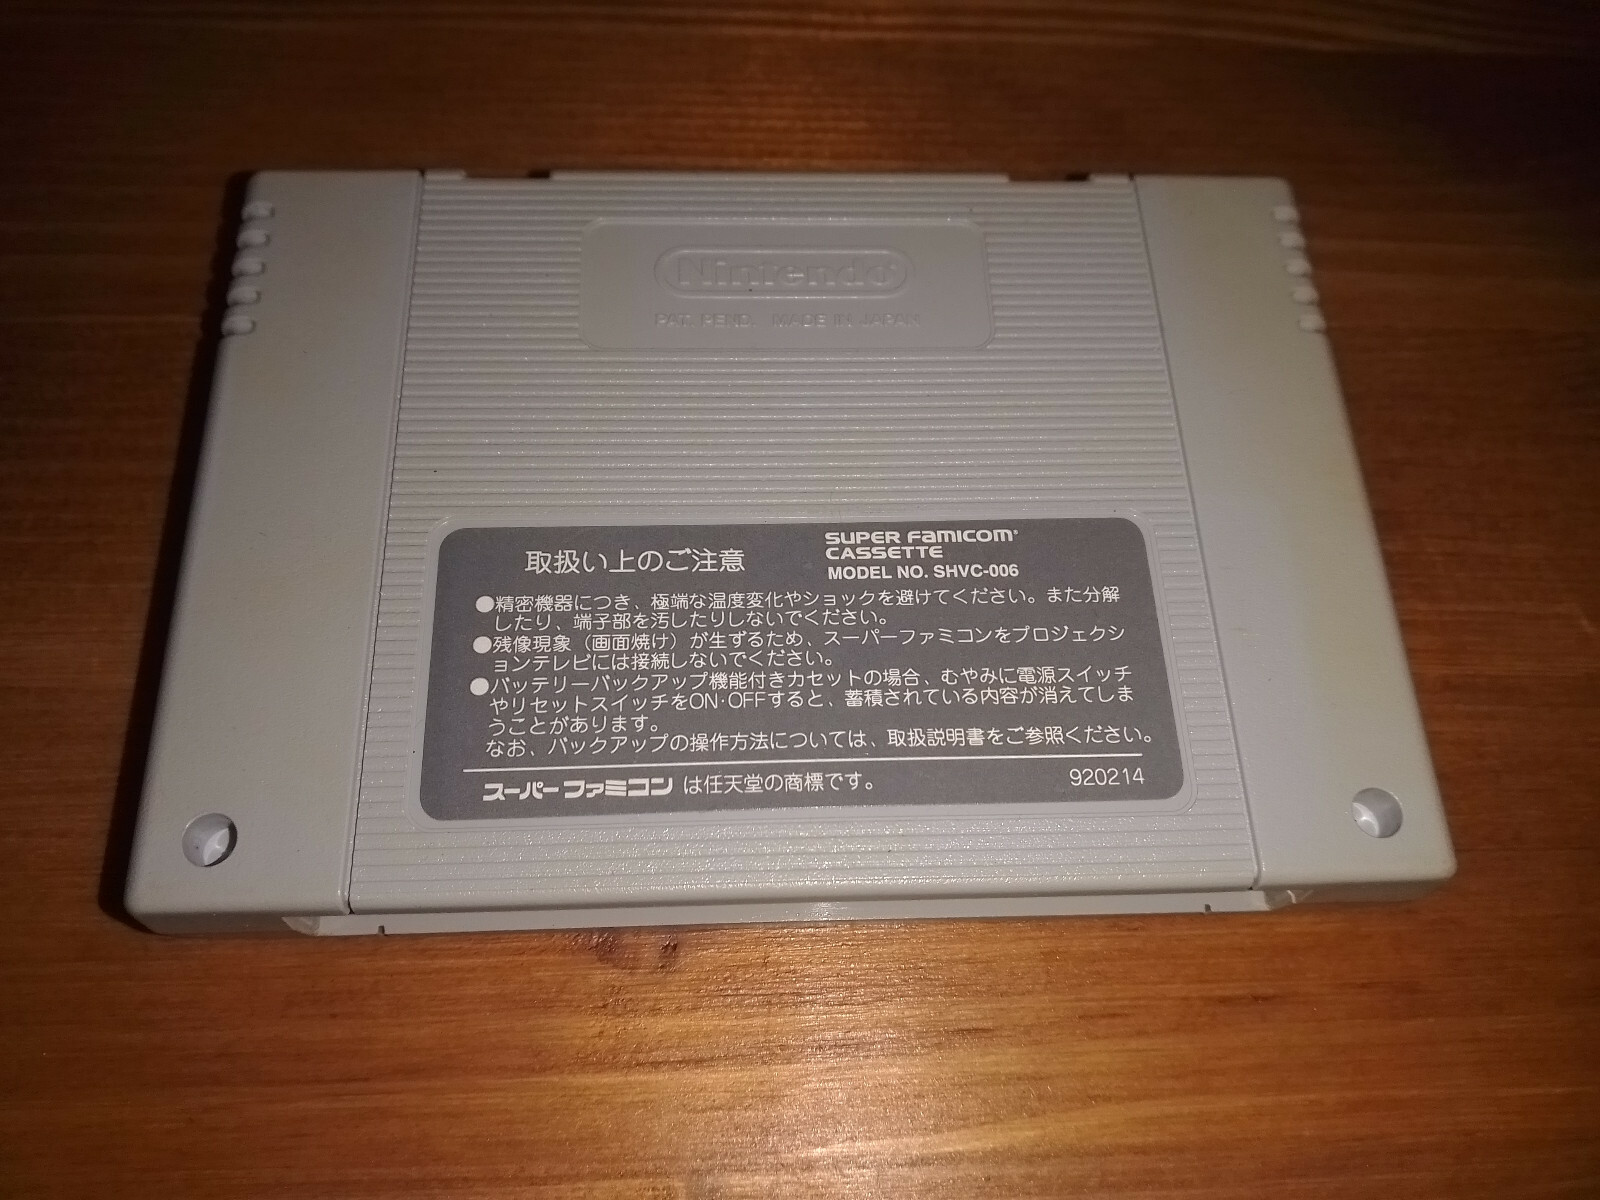 Nintendo
PAT. PEND. MADE IN JAPAN
取扱い上のご注意
SUPER FAMICOM®
CASSETTE
MODEL NO. SHVC-006
●精密機器につき、極端な温度変化やショックを避けてください。また分解
したり、端子部を汚したりしないでください。
●残像現象（画面焼け）が生ずるため、スーパーファミコンをプロジェクシ
ョンテレビには接続しないでください。
●バッテリーバックアップ機能付きカセットの場合、むやみに電源スイッチ
やリセットスイッチをON・OFFすると、蓄積されている内容が消えてしま
うことがあります。
なお、バックアップの操作方法については、取扱説明書をご参照ください。
スーパーファミコンは任天堂の商標です。
920214